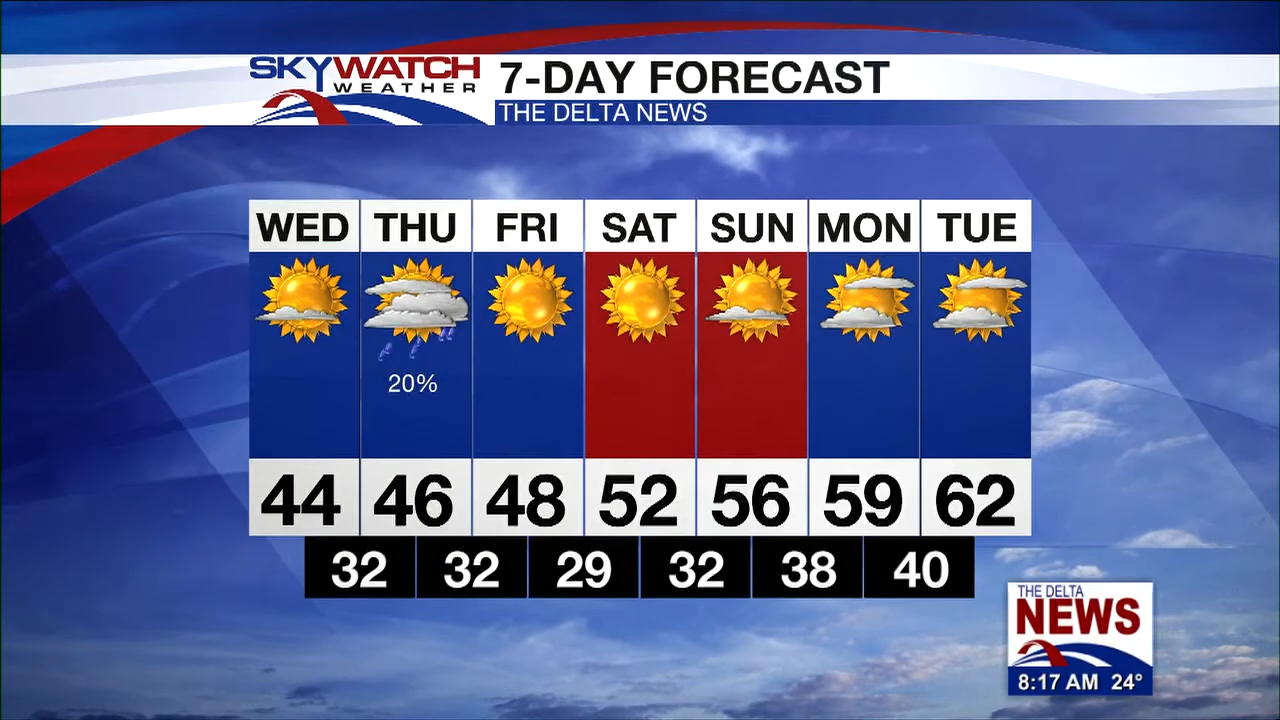 SKYWATCH
WEATHER
7-DAY FORECAST
THE DELTA NEWS
WED THU FRI SAT SUN MON TUE
20%
44 46 48 52 56 59 62
32 32 29 32 38 40
THE DELTA
NEWS
8:17 AM 24°